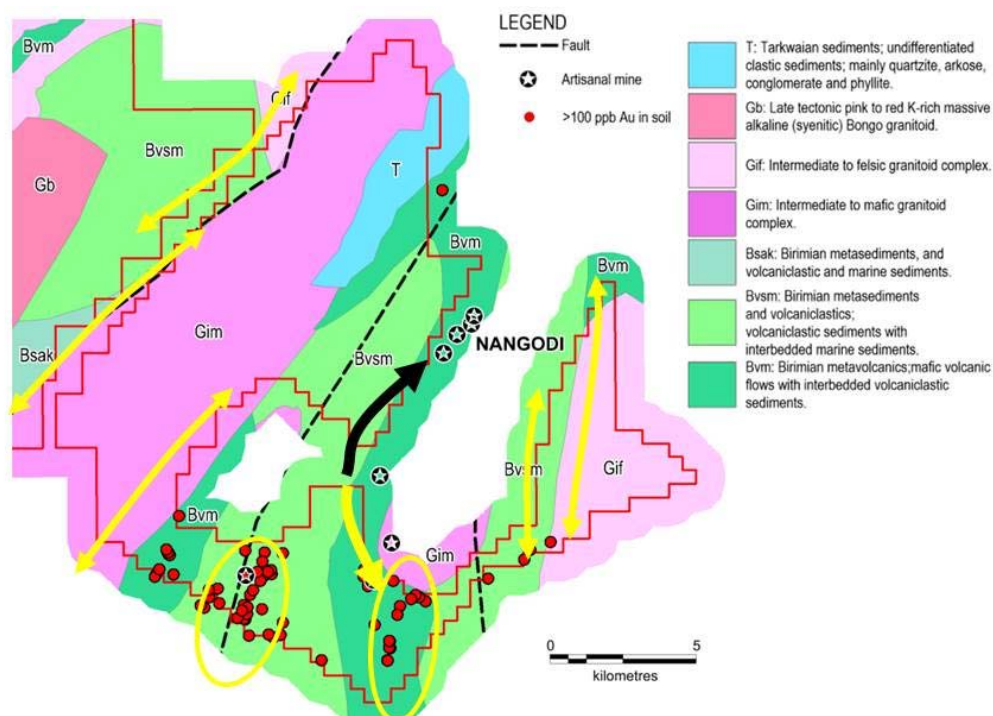 LEGEND
Fault
Artisanal mine
>100 ppb Au in soil
T: Tarkwaian sediments; undifferentiated
clastic sediments; mainly quartzite, arkose,
conglomerate and phyllite.
Gb: Late tectonic pink to red K-rich massive
alkaline (syenitic) Bongo granitoid.
Gif: Intermediate to felsic granitoid complex.
Gim: Intermediate to mafic granitoid
complex.
Bsak: Birimian metasediments, and
volcaniclastic and marine sediments.
Bvsm: Birimian metasediments
and volcaniclastics;
volcaniclastic sediments with
interbedded marine sediments.
Bvm: Birimian metavolcanics;mafic volcanic
flows with interbedded volcaniclastic
sediments.
Bvm
Gif
Bvsm
Gb
T
Bvm
Bvm
Gim
NANGODI
Bsak
Bvsm
Bvsm
Gif
Bvm
Gim
0 5
kilometres